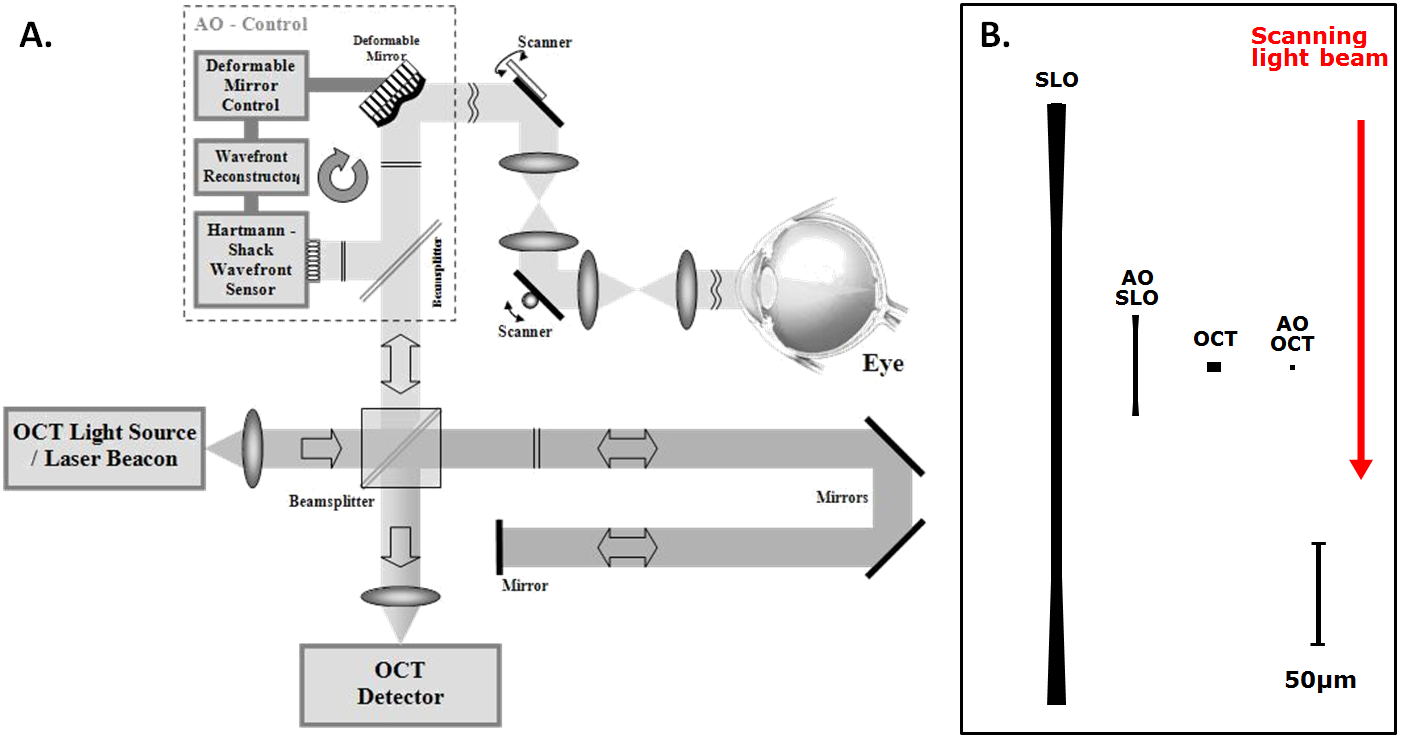 A.
AO - Control
Deformable
Mirror
Control
Wavefront
Reconstructor
Hartmann -
Shack
Wavefront
Sensor
Deformable
Mirror
Scanner
Beamsplitter
Scanner
Eye
OCT Light Source
/ Laser Beacon
Beamsplitter
Mirrors
Mirror
OCT
Detector
B.
Scanning
light beam
SLO
AO
SLO
OCT
AO
OCT
50µm